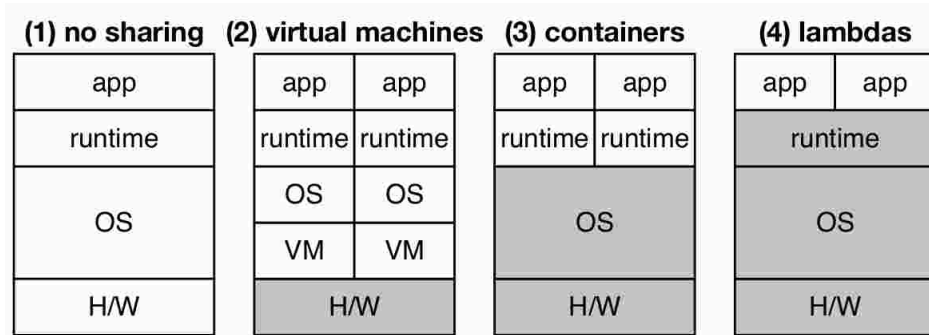 (1) no sharing (2) virtual machines (3) containers (4) lambdas
app app app app app app app
runtime runtime runtime runtime runtime runtime
OS OS OS OS OS
VM VM
H/W H/W H/W H/W